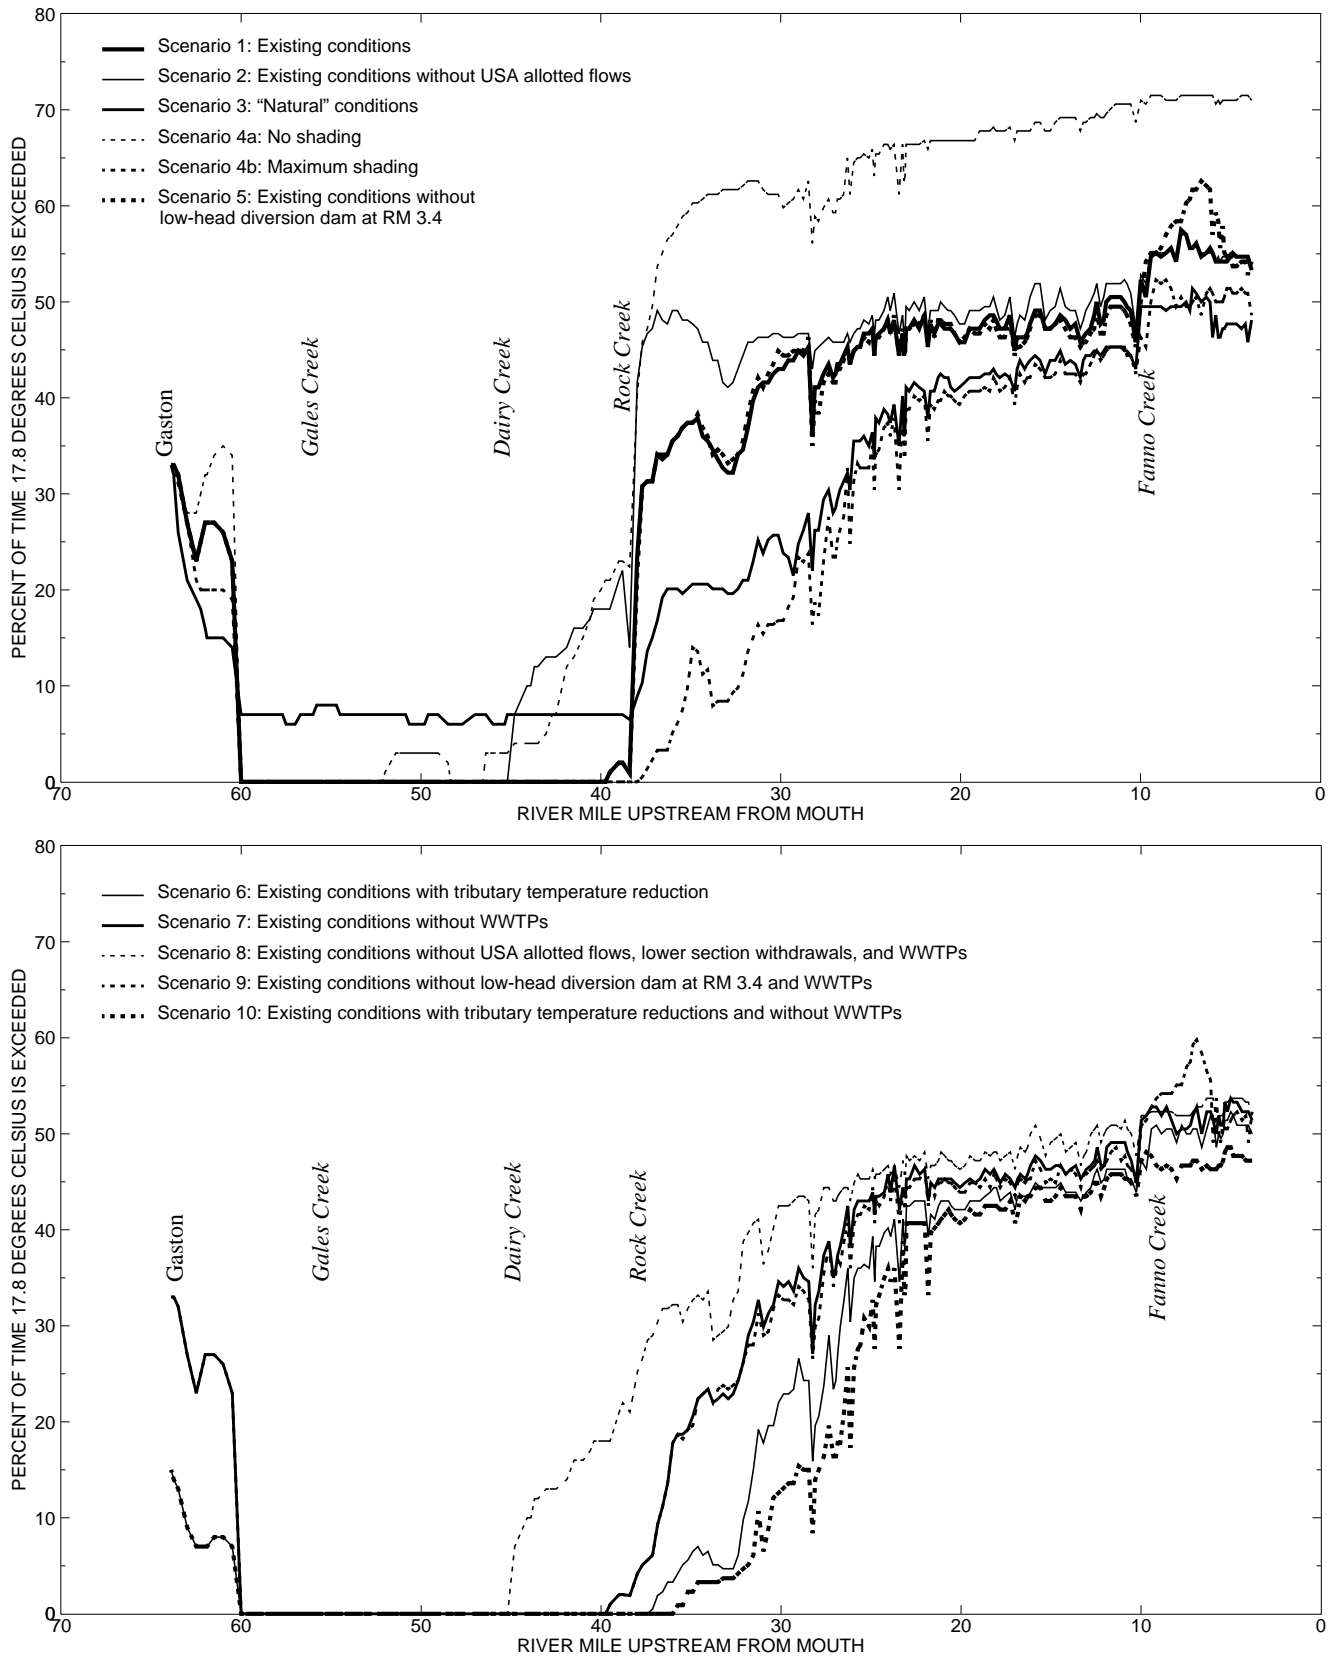 80
70
60
50
40
30
20
10
0
PERCENT OF TIME 17.8 DEGREES CELSIUS IS EXCEEDED
Scenario 1: Existing conditions
Scenario 2: Existing conditions without USA allotted flows
Scenario 3: “Natural” conditions
Scenario 4a: No shading
Scenario 4b: Maximum shading
Scenario 5: Existing conditions without
low-head diversion dam at RM 3.4
Gaston
Gales Creek
Dairy Creek
Rock Creek
Fanno Creek
70 60 50 40 30 20 10 0
RIVER MILE UPSTREAM FROM MOUTH
80
70
60
50
40
30
20
10
0
PERCENT OF TIME 17.8 DEGREES CELSIUS IS EXCEEDED
Scenario 6: Existing conditions with tributary temperature reduction
Scenario 7: Existing conditions without WWTPs
Scenario 8: Existing conditions without USA allotted flows, lower section withdrawals, and WWTPs
Scenario 9: Existing conditions without low-head diversion dam at RM 3.4 and WWTPs
Scenario 10: Existing conditions with tributary temperature reductions and without WWTPs
Gaston
Gales Creek
Dairy Creek
Rock Creek
Fanno Creek
70 60 50 40 30 20 10 0
RIVER MILE UPSTREAM FROM MOUTH